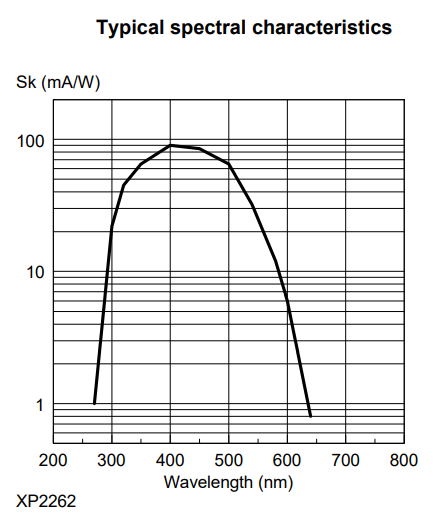 Typical spectral characteristics
Sk (mA/W)
100
10
1
200 300 400 500 600 700 800
Wavelength (nm)
XP2262